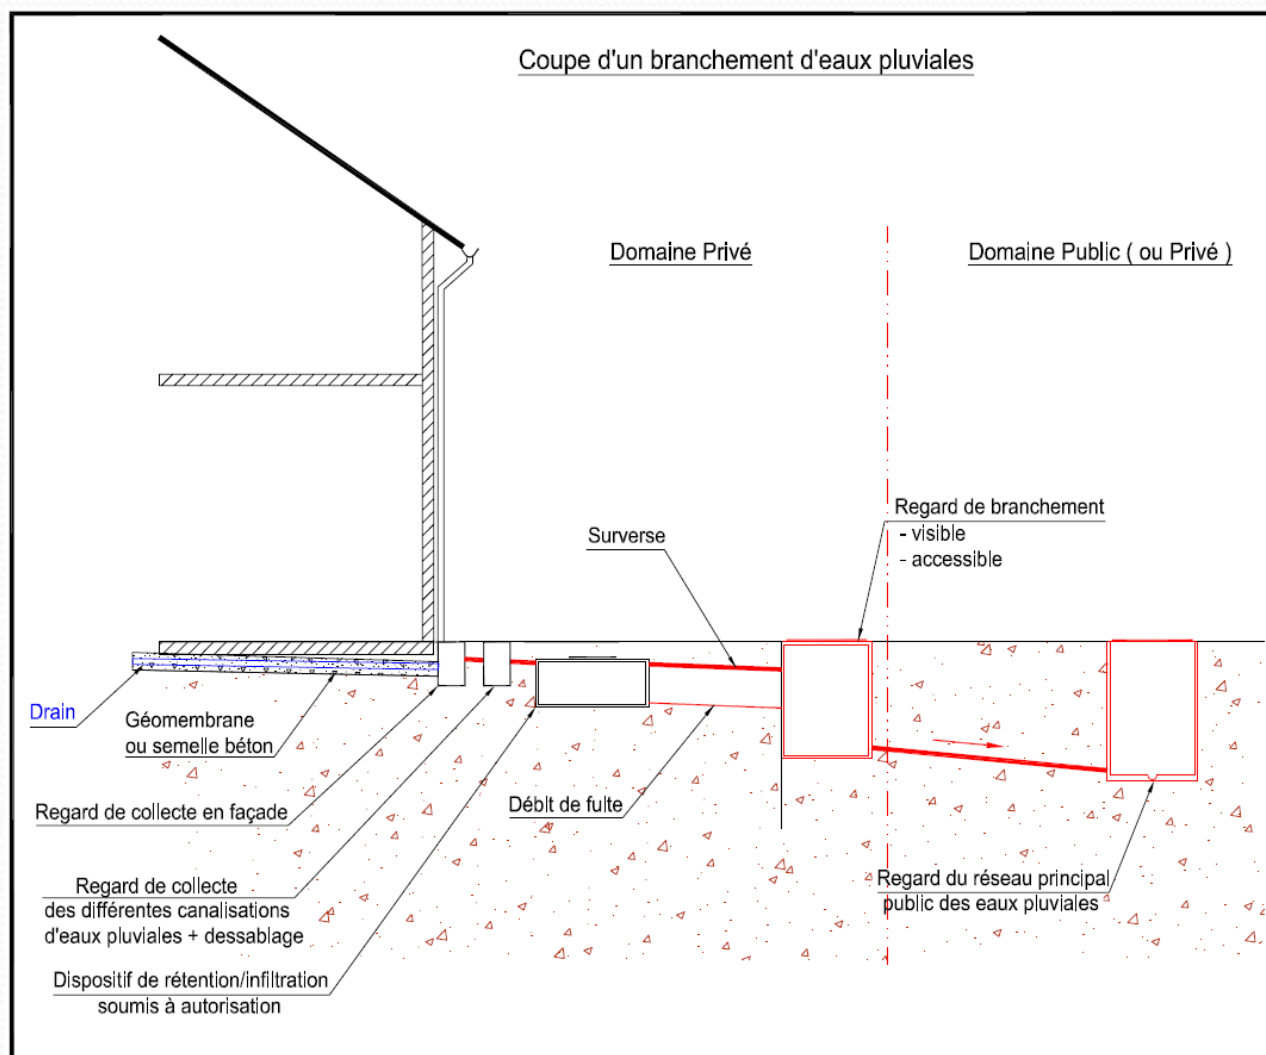 Coupe d'un branchement d'eaux pluviales
Domaine Privé
Domaine Public ( ou Privé )
Regard de branchement
- visible
- accessible
Surverse
Drain
Géomembrane
ou semelle béton
Regard de collecte en façade
Débit de fuite
Regard de collecte
des différentes canalisations
d'eaux pluviales + dessablage
Regard du réseau principal
public des eaux pluviales
Dispositif de rétention/infiltration
soumis à autorisation